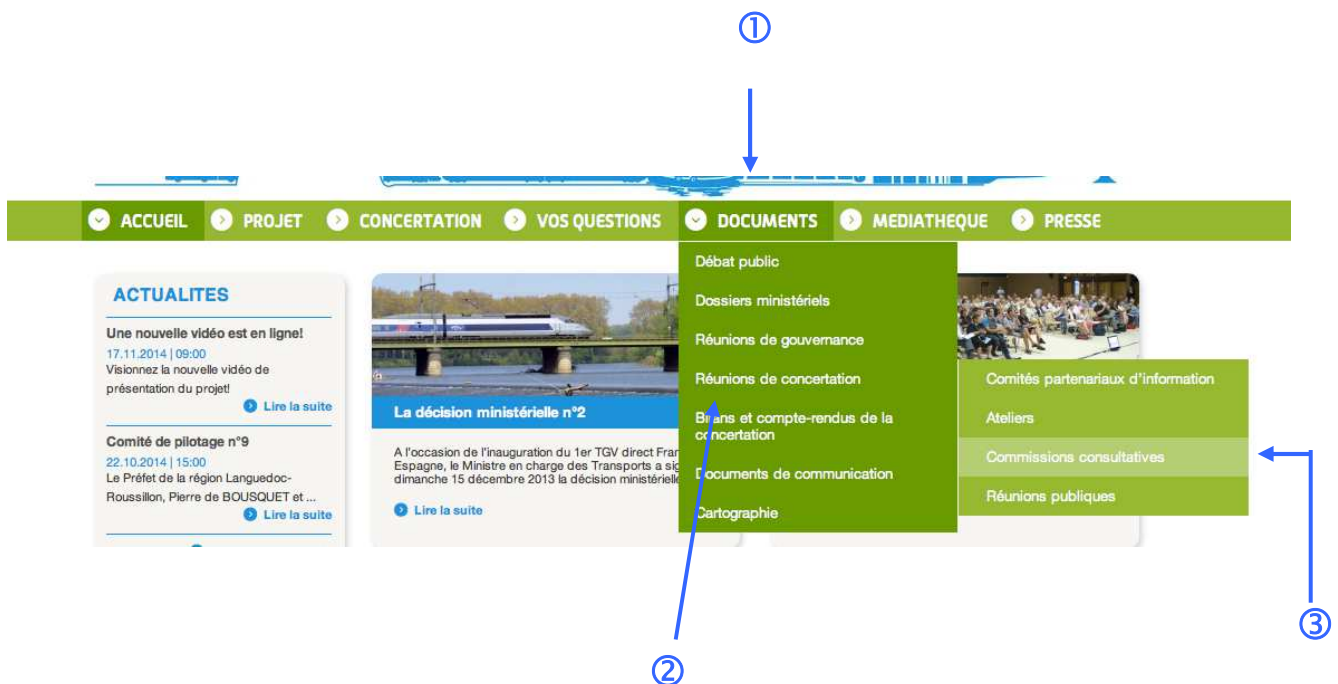 ①
ACCUEIL PROJET CONCERTATION VOS QUESTIONS DOCUMENTS MEDIATHEQUE PRESSE
ACTUALITES
Une nouvelle vidéo est en ligne!
17.11.2014 | 09:00
Visionnez la nouvelle vidéo de
présentation du projet!
Lire la suite
Comité de pilotage n°9
22.10.2014 | 15:00
Le Préfet de la région Languedoc-
Roussillon, Pierre de BOUSQUET et ...
Lire la suite
La décision ministérielle n°2
A l'occasion de l'inauguration du 1er TGV direct
Espagne, le Ministre en charge des Transports a
dimanche 15 décembre 2013 la décision ministérielle
Lire la suite
Débat public
Dossiers ministériels
Réunions de gouvernance
Réunions de concertation
Bilans et compte-rendus de la
concertation
Documents de communication
Cartographie
Comités partenariaux d'information
Ateliers
Commissions consultatives
Réunions publiques
③
②